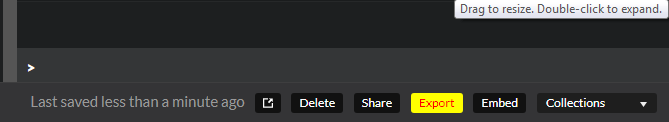 Drag to resize. Double-click to expand.
>
Last saved less than a minute ago Delete Share Export Embed Collections